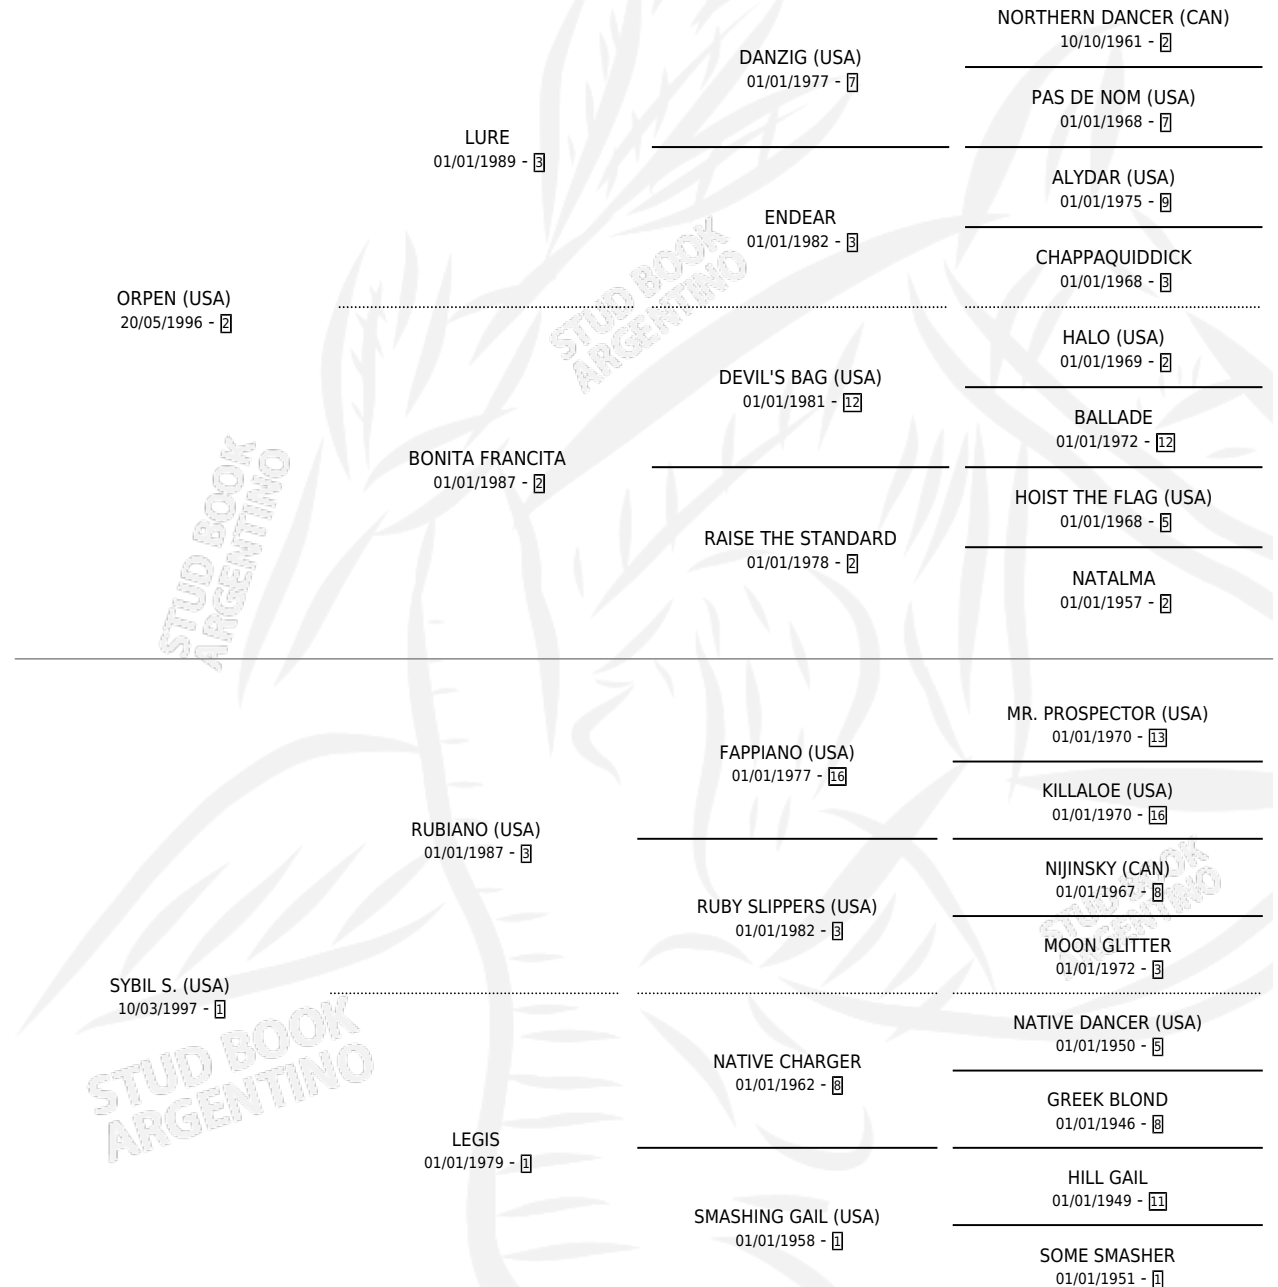 NORTHERN DANCER (CAN)
10/10/1961 - 2
DANZIG (USA)
01/01/1977 - 7
PAS DE NOM (USA)
01/01/1968 - 7
LURE
01/01/1989 - 3
ALYDAR (USA)
01/01/1975 - 9
ENDEAR
01/01/1982 - 3
CHAPPAQUIDDICK
01/01/1968 - 3
ORPEN (USA)
20/05/1996 - 2
STUD BOOK
ARGENTINO
HALO (USA)
01/01/1969 - 2
DEVIL'S BAG (USA)
01/01/1981 - 12
BALLADE
01/01/1972 - 12
BONITA FRANCITA
01/01/1987 - 2
HOIST THE FLAG (USA)
01/01/1968 - 5
RAISE THE STANDARD
01/01/1978 - 2
NATALMA
01/01/1957 - 2
STUD BOOK
ARGENTINO
MR. PROSPECTOR (USA)
01/01/1970 - 13
FAPPIANO (USA)
01/01/1977 - 16
KILLALOE (USA)
01/01/1970 - 16
RUBIANO (USA)
01/01/1987 - 3
NIJINSKY (CAN)
01/01/1967 - 8
RUBY SLIPPERS (USA)
01/01/1982 - 3
STUD BOOK
ARGENTINO
MOON GLITTER
01/01/1972 - 3
SYBIL S. (USA)
10/03/1997 - 1
STUD BOOK
ARGENTINO
NATIVE DANCER (USA)
01/01/1950 - 5
NATIVE CHARGER
01/01/1962 - 8
GREEK BLOND
01/01/1946 - 8
LEGIS
01/01/1979 - 1
HILL GAIL
01/01/1949 - 11
SMASHING GAIL (USA)
01/01/1958 - 1
SOME SMASHER
01/01/1951 - 1